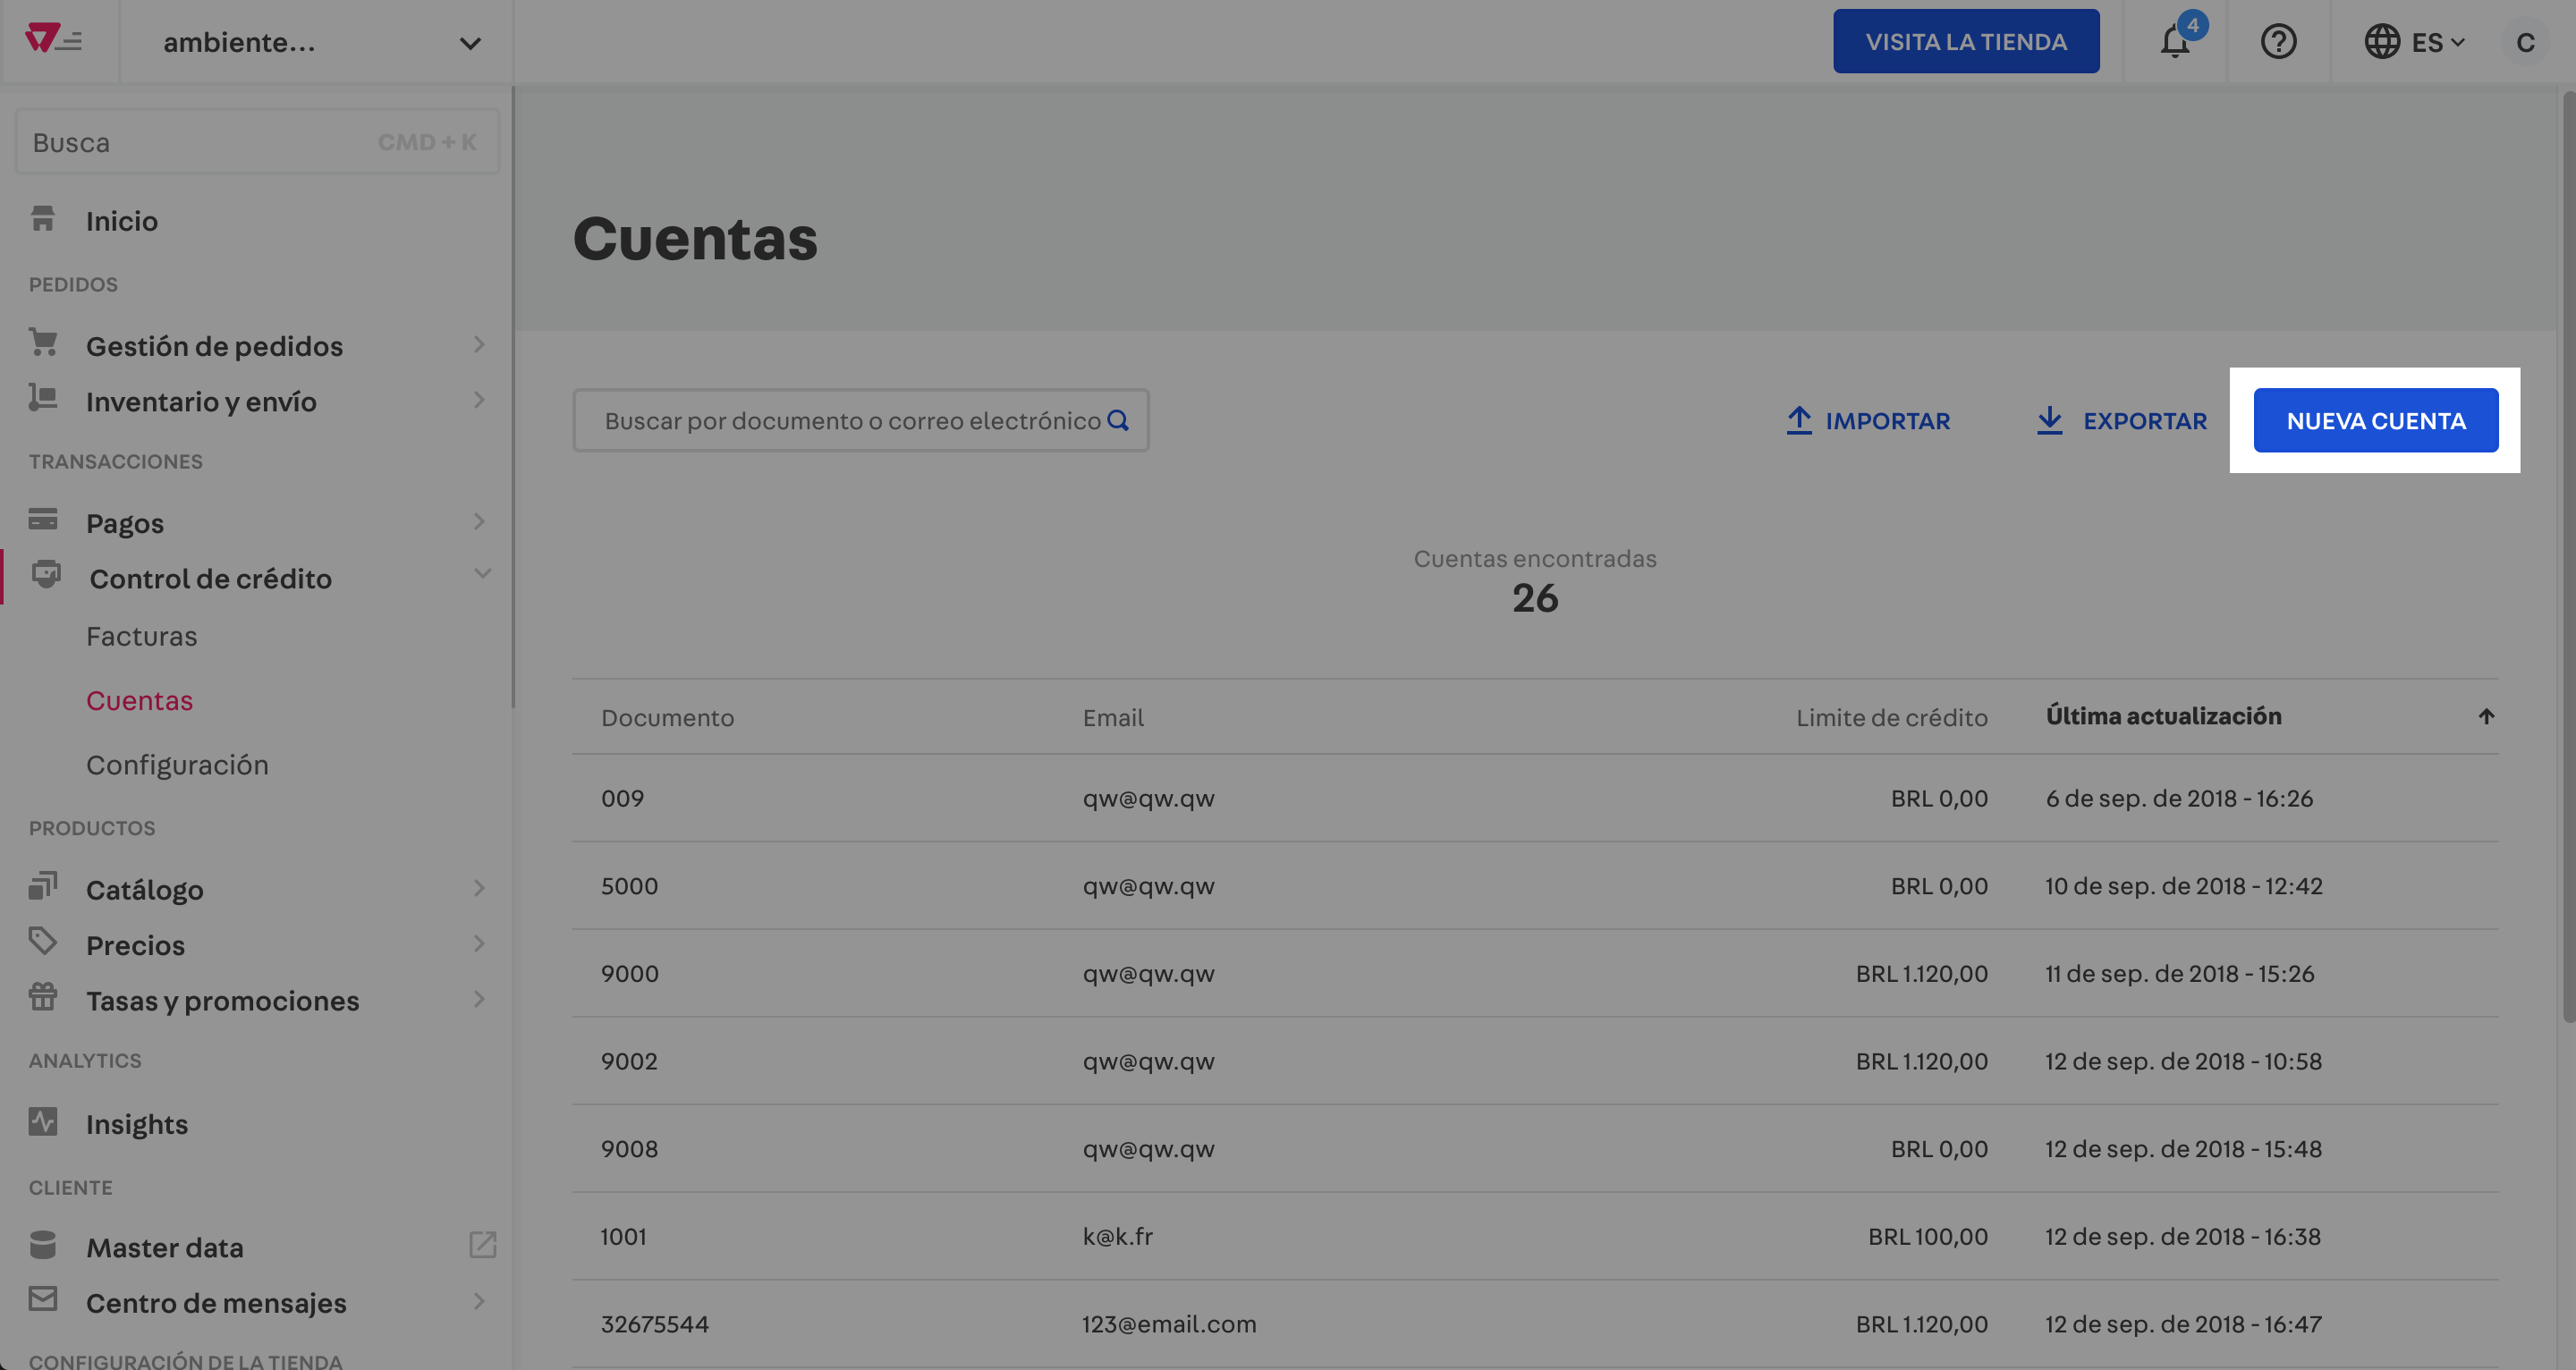 ambiente...
VISITA LA TIENDA
4
ES
C
Busca
CMD + K
Inicio
PEDIDOS
Gestión de pedidos
Inventario y envío
TRANSACCIONES
Pagos
Control de crédito
Facturas
Cuentas
Configuración
PRODUCTOS
Catálogo
Precios
Tasas y promociones
ANALYTICS
Insights
CLIENTE
Master data
Centro de mensajes
CONFIGURACIÓN DE LA TIENDA
Cuentas
Buscar por documento o correo electrónico
IMPORTAR
EXPORTAR
NUEVA CUENTA
Cuentas encontradas
26
Documento Email Limite de crédito Última actualización
009 qw@qw.qw BRL 0,00 6 de sep. de 2018 - 16:26
5000 qw@qw.qw BRL 0,00 10 de sep. de 2018 - 12:42
9000 qw@qw.qw BRL 1.120,00 11 de sep. de 2018 - 15:26
9002 qw@qw.qw BRL 1.120,00 12 de sep. de 2018 - 10:58
9008 qw@qw.qw BRL 0,00 12 de sep. de 2018 - 15:48
1001 k@k.fr BRL 100,00 12 de sep. de 2018 - 16:38
32675544 123@email.com BRL 1.120,00 12 de sep. de 2018 - 16:47